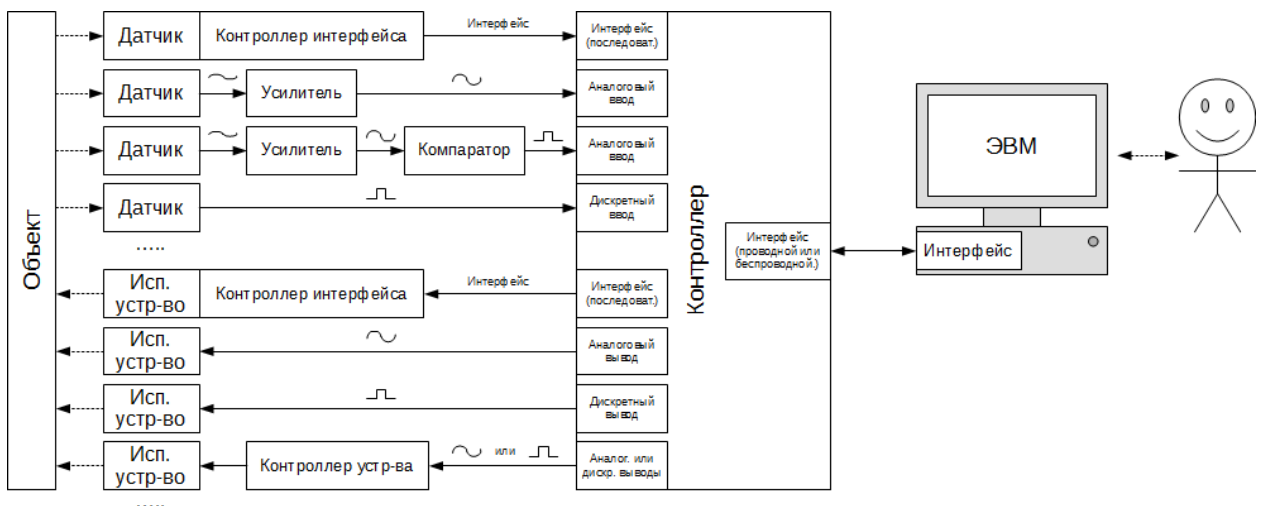 Объект
Датчик
Контроллер интерфейса
Интерфейс
Интерфейс
(последоват.)
Датчик
Усилитель
Аналоговый
ввод
Датчик
Усилитель
Компаратор
Аналоговый
ввод
Датчик
Дискретный
ввод
.....
Исп.
устр-во
Контроллер интерфейса
Интерфейс
Интерфейс
(последоват.)
Исп.
устр-во
Аналоговый
вывод
Исп.
устр-во
Дискретный
вывод
Исп.
устр-во
Контроллер устр-ва
или
Аналог. или
дискр. выводы
.....
Контроллер
Интерфейс
(проводной или
беспроводной.)
ЭВМ
Интерфейс